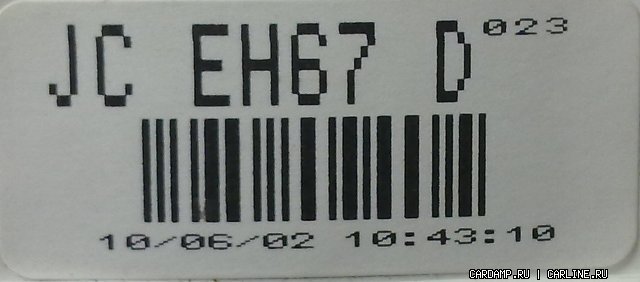 JC EH67 D 023
10/06/02 10:43:10
CARDAMP.RU | CARLINE.RU